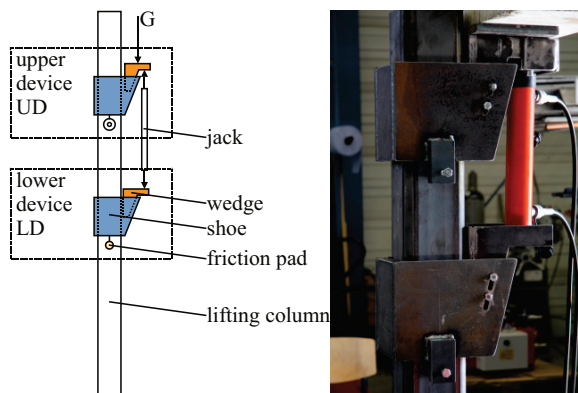 G
upper
device
UD
jack
lower
device
LD
wedge
shoe
friction pad
lifting column